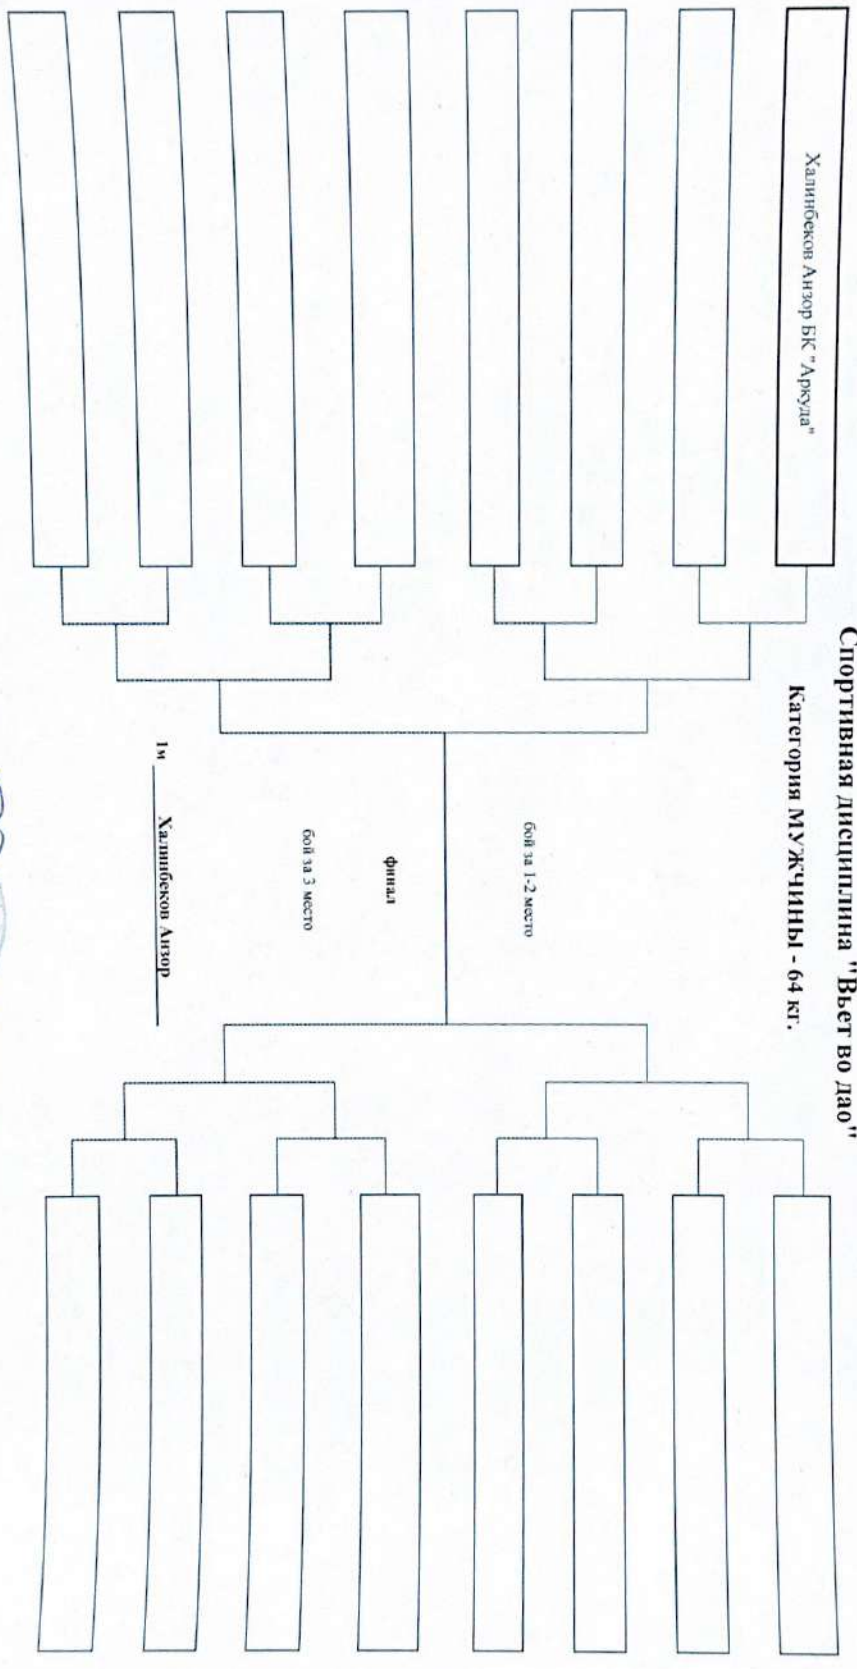 Спортивная дисциплина "Вьет во дао"
Категория МУЖЧИНЫ - 64 кг.
Халинбеков Анзор БК "Аркуда"
бой за 1-2 место
финал
бой за 3 место
1м Халинбеков Анзор